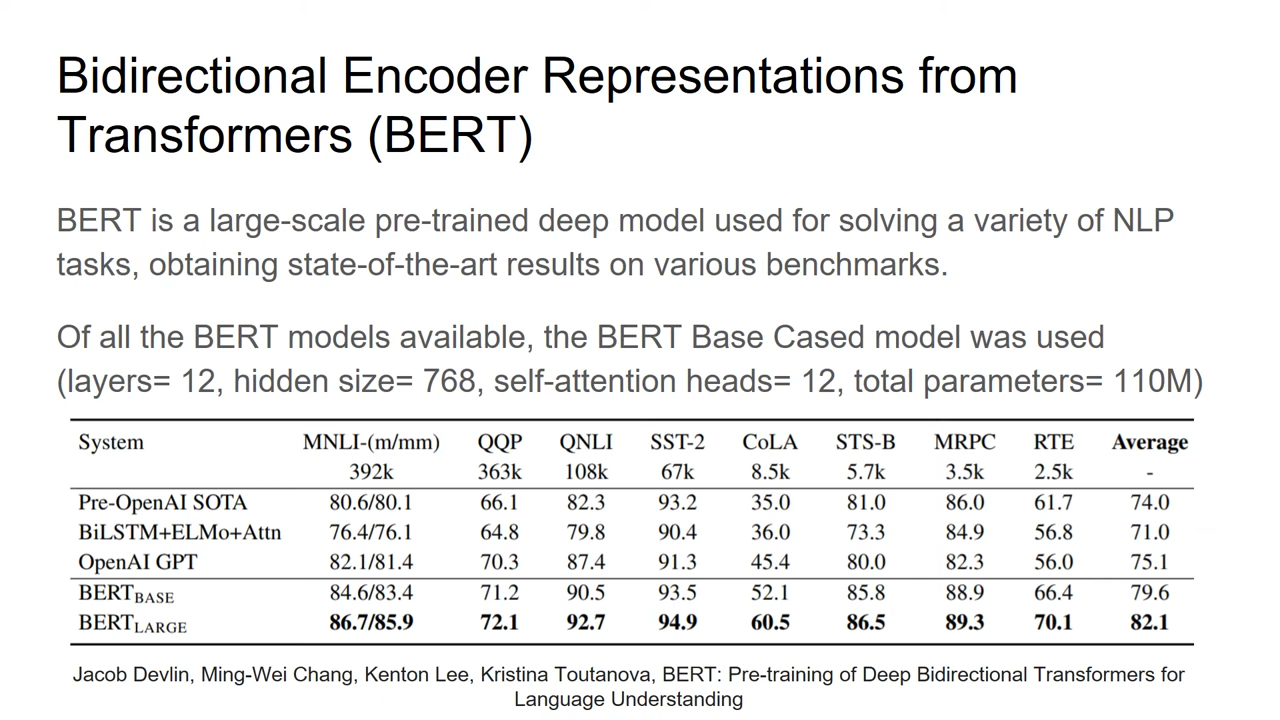 Bidirectional Encoder Representations from
Transformers (BERT)
BERT is a large-scale pre-trained deep model used for solving a variety of NLP
tasks, obtaining state-of-the-art results on various benchmarks.
Of all the BERT models available, the BERT Base Cased model was used
(layers= 12, hidden size= 768, self-attention heads= 12, total parameters= 110M)
System MNLI-(m/mm) QQP QNLI SST-2 CoLA STS-B MRPC RTE Average
392k 363k 108k 67k 8.5k 5.7k 3.5k 2.5k -
Pre-OpenAI SOTA 80.6/80.1 66.1 82.3 93.2 35.0 81.0 86.0 61.7 74.0
BiLSTM+ELMo+Attn 76.4/76.1 64.8 79.8 90.4 36.0 73.3 84.9 56.8 71.0
OpenAI GPT 82.1/81.4 70.3 87.4 91.3 45.4 80.0 82.3 56.0 75.1
BERTBASE 84.6/83.4 71.2 90.5 93.5 52.1 85.8 88.9 66.4 79.6
BERTLARGE 86.7/85.9 72.1 92.7 94.9 60.5 86.5 89.3 70.1 82.1
Jacob Devlin, Ming-Wei Chang, Kenton Lee, Kristina Toutanova, BERT: Pre-training of Deep Bidirectional Transformers for
Language Understanding